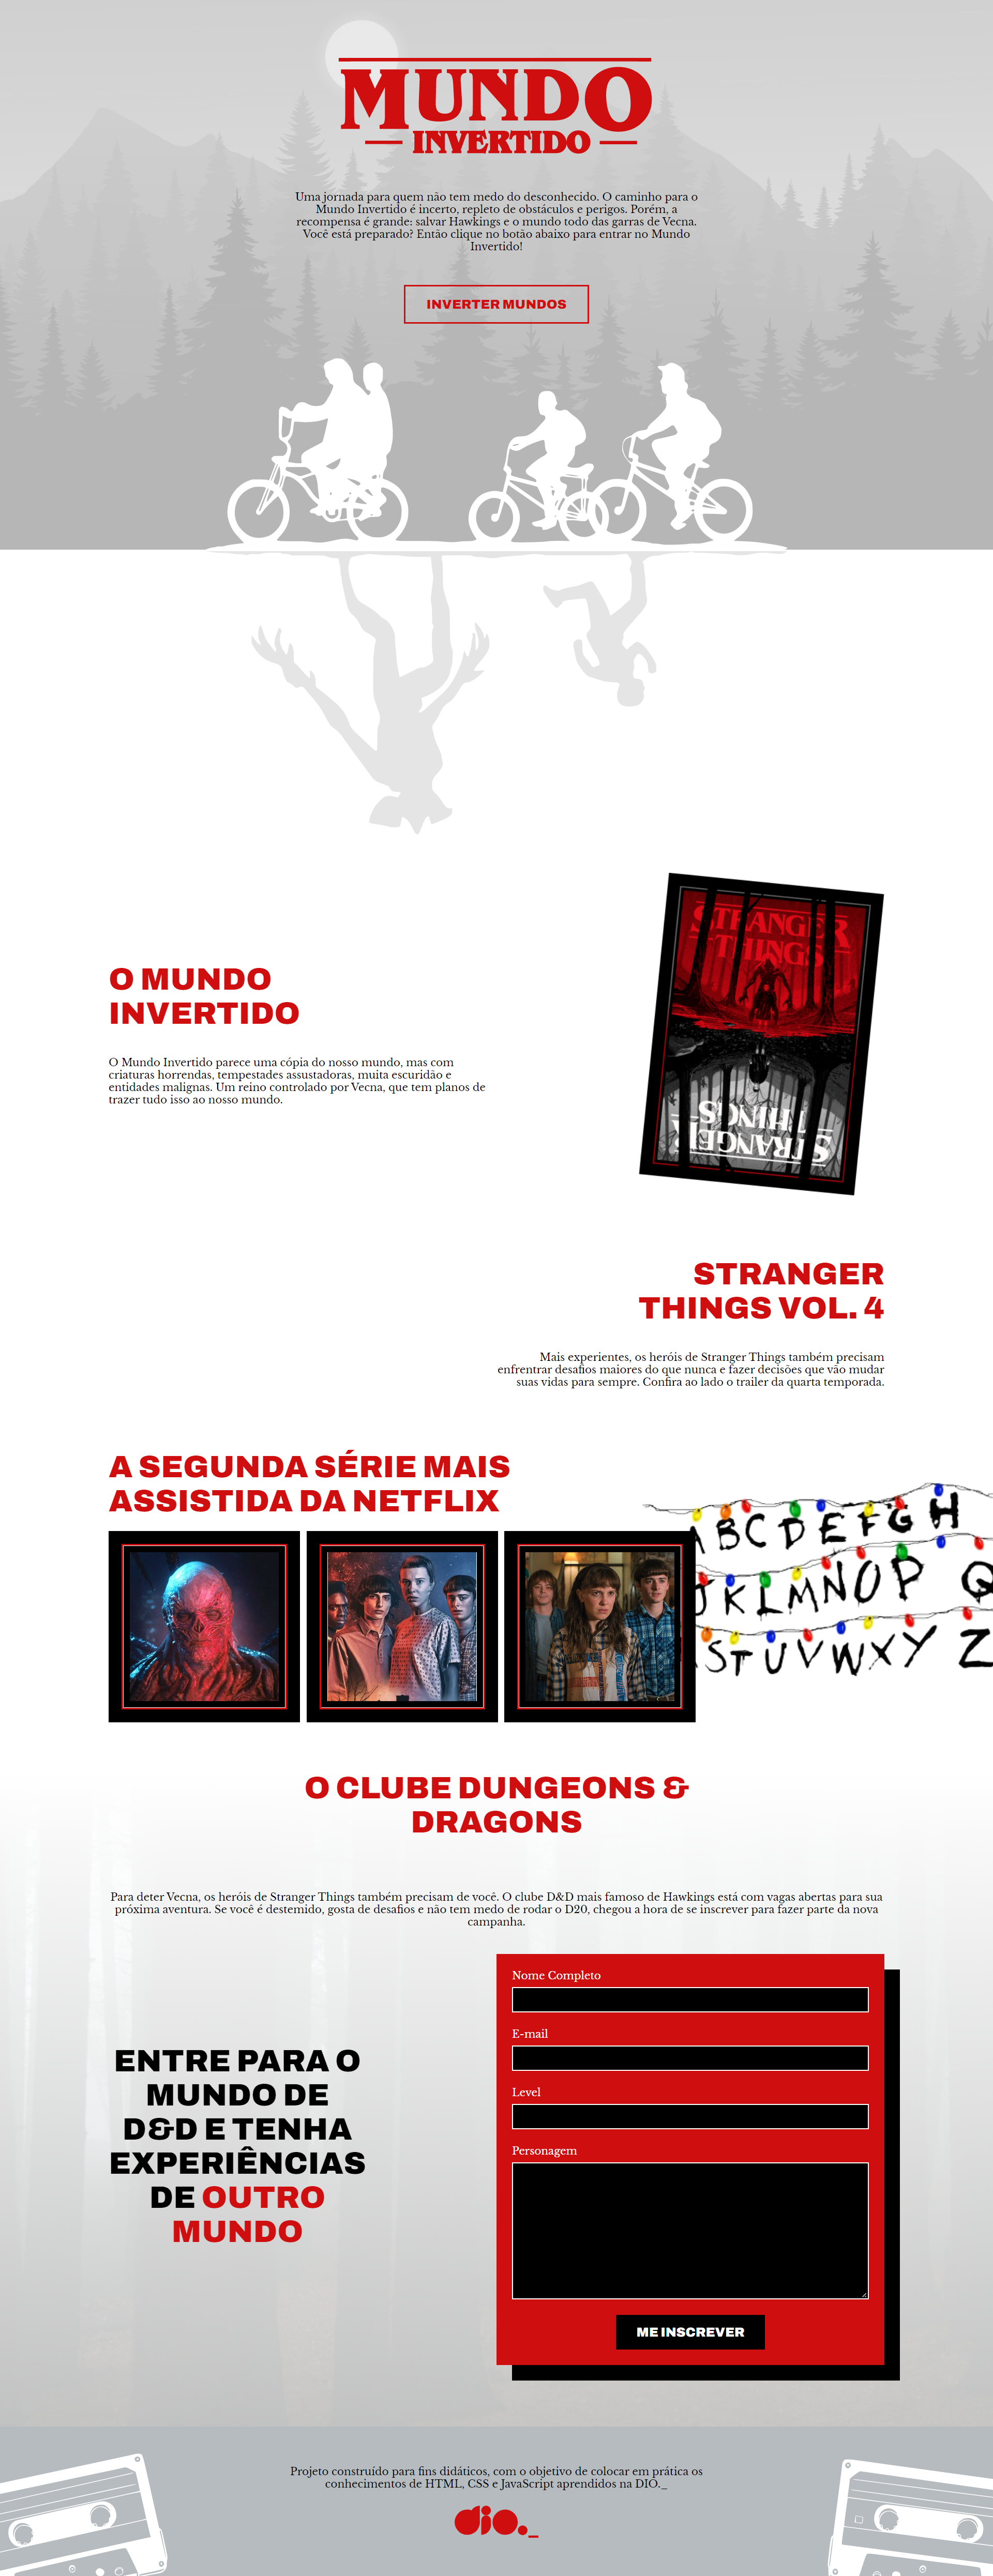 MUNDO
INVERTIDO
Uma jornada para quem não tem medo do desconhecido. O caminho para o
Mundo Invertido é incerto, repleto de obstáculos e perigos. Porém, a
recompensa é grande: salvar Hawkings e o mundo todo das garras de Vecna.
Você está preparado? Então clique no botão abaixo para entrar no Mundo
Invertido!
INVERTER MUNDOS
STRANGER
THINGS
O MUNDO
INVERTIDO
O Mundo Invertido parece uma cópia do nosso mundo, mas com
criaturas horrendas, tempestades assustadoras, muita escuridão e
entidades malignas. Um reino controlado por Vecna, que tem planos de
trazer tudo isso ao nosso mundo.
STRANGER
THINGS
STRANGER
THINGS VOL. 4
Mais experientes, os heróis de Stranger Things também precisam
enfrentrar desafios maiores do que nunca e fazer decisões que vão mudar
suas vidas para sempre. Confira ao lado o trailer da quarta temporada.
A SEGUNDA SÉRIE MAIS
ASSISTIDA DA NETFLIX
A B C D E F G H
J K L M N O P Q
S T U V W X Y Z
O CLUBE DUNGEONS &
DRAGONS
Para deter Vecna, os heróis de Stranger Things também precisam de você. O clube D&D mais famoso de Hawkings está com vagas abertas para sua
próxima aventura. Se você é destemido, gosta de desafios e não tem medo de rodar o D20, chegou a hora de se inscrever para fazer parte da nova
campanha.
ENTRE PARA O
MUNDO DE
D&D E TENHA
EXPERIÊNCIAS
DE OUTRO
MUNDO
Nome Completo
E-mail
Level
Personagem
ME INSCREVER
Projeto construído para fins didáticos, com o objetivo de colocar em prática os
conhecimentos de HTML, CSS e JavaScript aprendidos na DIO._
dio._